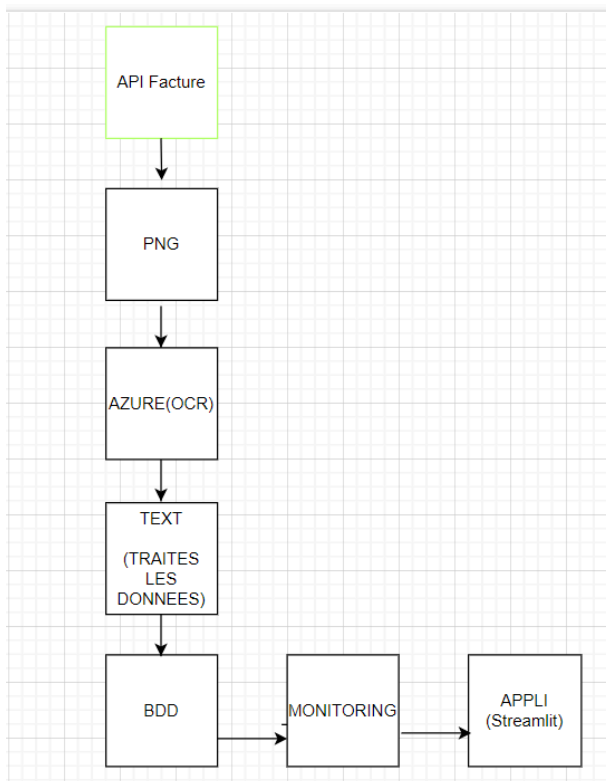 API Facture
PNG
AZURE(OCR)
TEXT
(TRAITES
LES
DONNEES)
BDD
MONITORING
APPLI
(Streamlit)